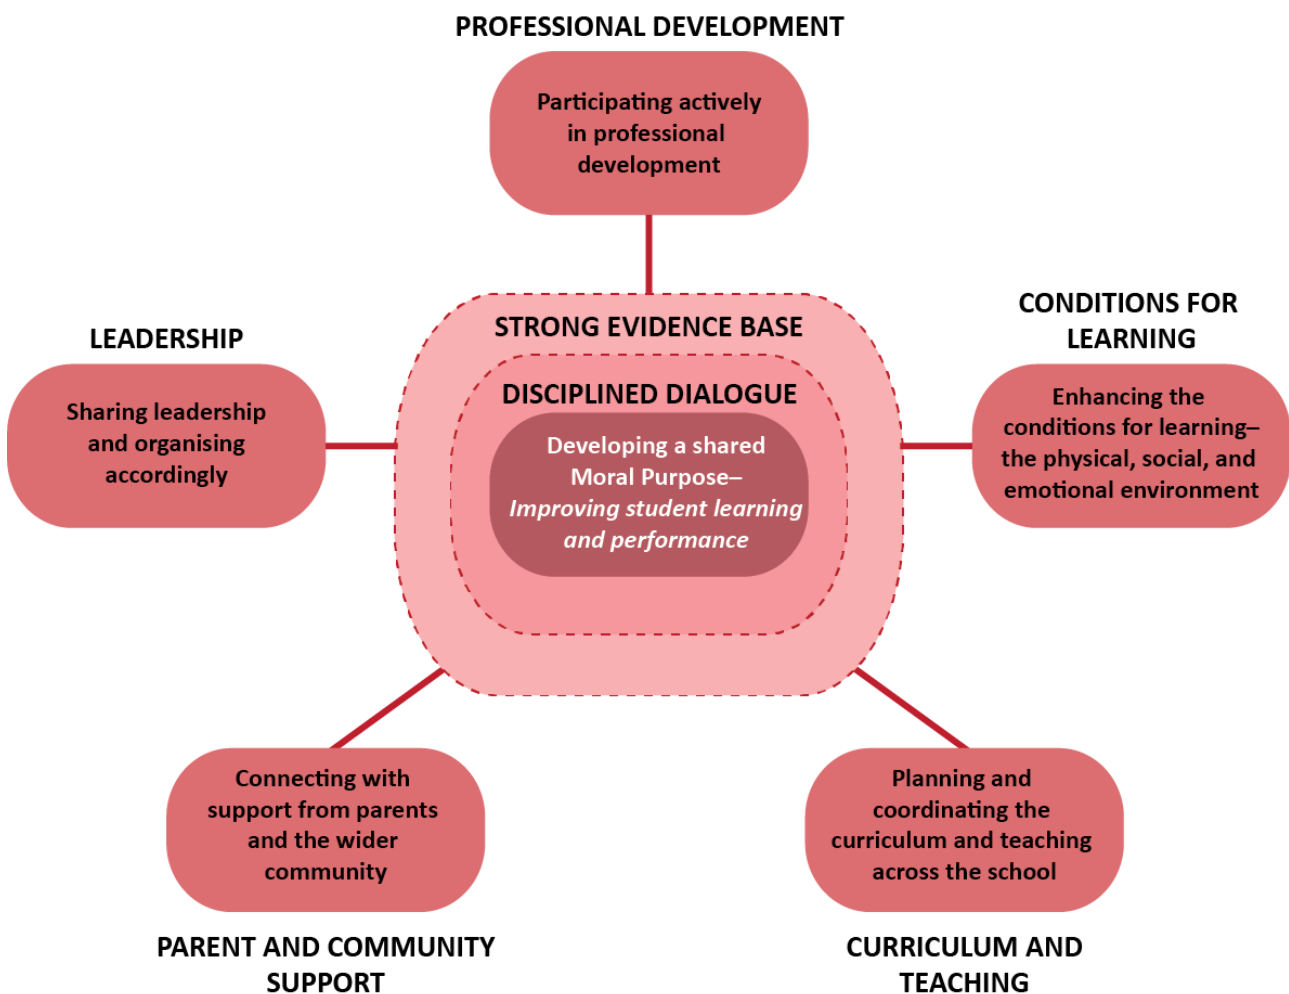 PROFESSIONAL DEVELOPMENT
Participating actively
in professional
development
LEADERSHIP
Sharing leadership
and organising
accordingly
STRONG EVIDENCE BASE
DISCIPLINED DIALOGUE
Developing a shared
Moral Purpose–
Improving student learning
and performance
CONDITIONS FOR
LEARNING
Enhancing the
conditions for learning–
the physical, social, and
emotional environment
Connecting with
support from parents
and the wider
community
PARENT AND COMMUNITY
SUPPORT
Planning and
coordinating the
curriculum and teaching
across the school
CURRICULUM AND
TEACHING